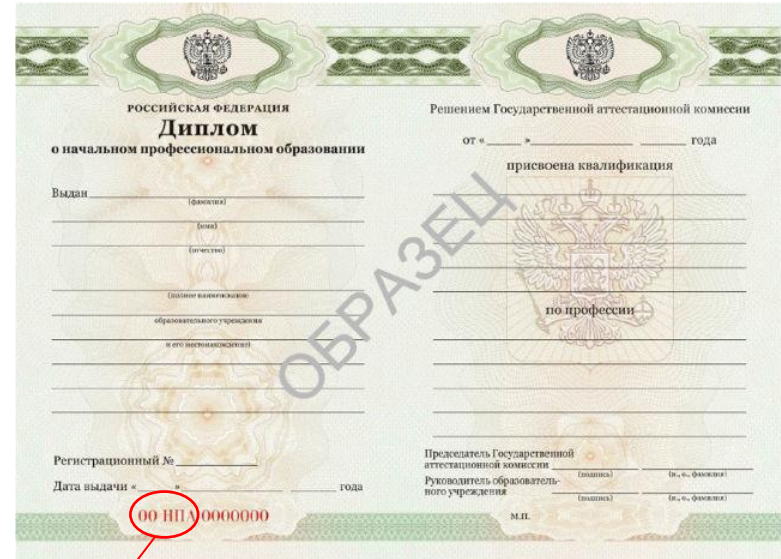 РОССИЙСКАЯ ФЕДЕРАЦИЯ
Диплом
о начальном профессиональном образовании
Выдан
(фамилия)
(имя)
(отчество)
(полное наименование
образовательного учреждения
и его местонахождение)
Регистрационный №
Дата выдачи « » года
00 НПА 0000000
Решением Государственной аттестационной комиссии
от « » года
присвоена квалификация
по профессии
Председатель Государственной
аттестационной комиссии
(подпись) (и., о., фамилия)
Руководитель образователь-
ного учреждения
(подпись) (и., о., фамилия)
М.П.
ОБРАЗЕЦ